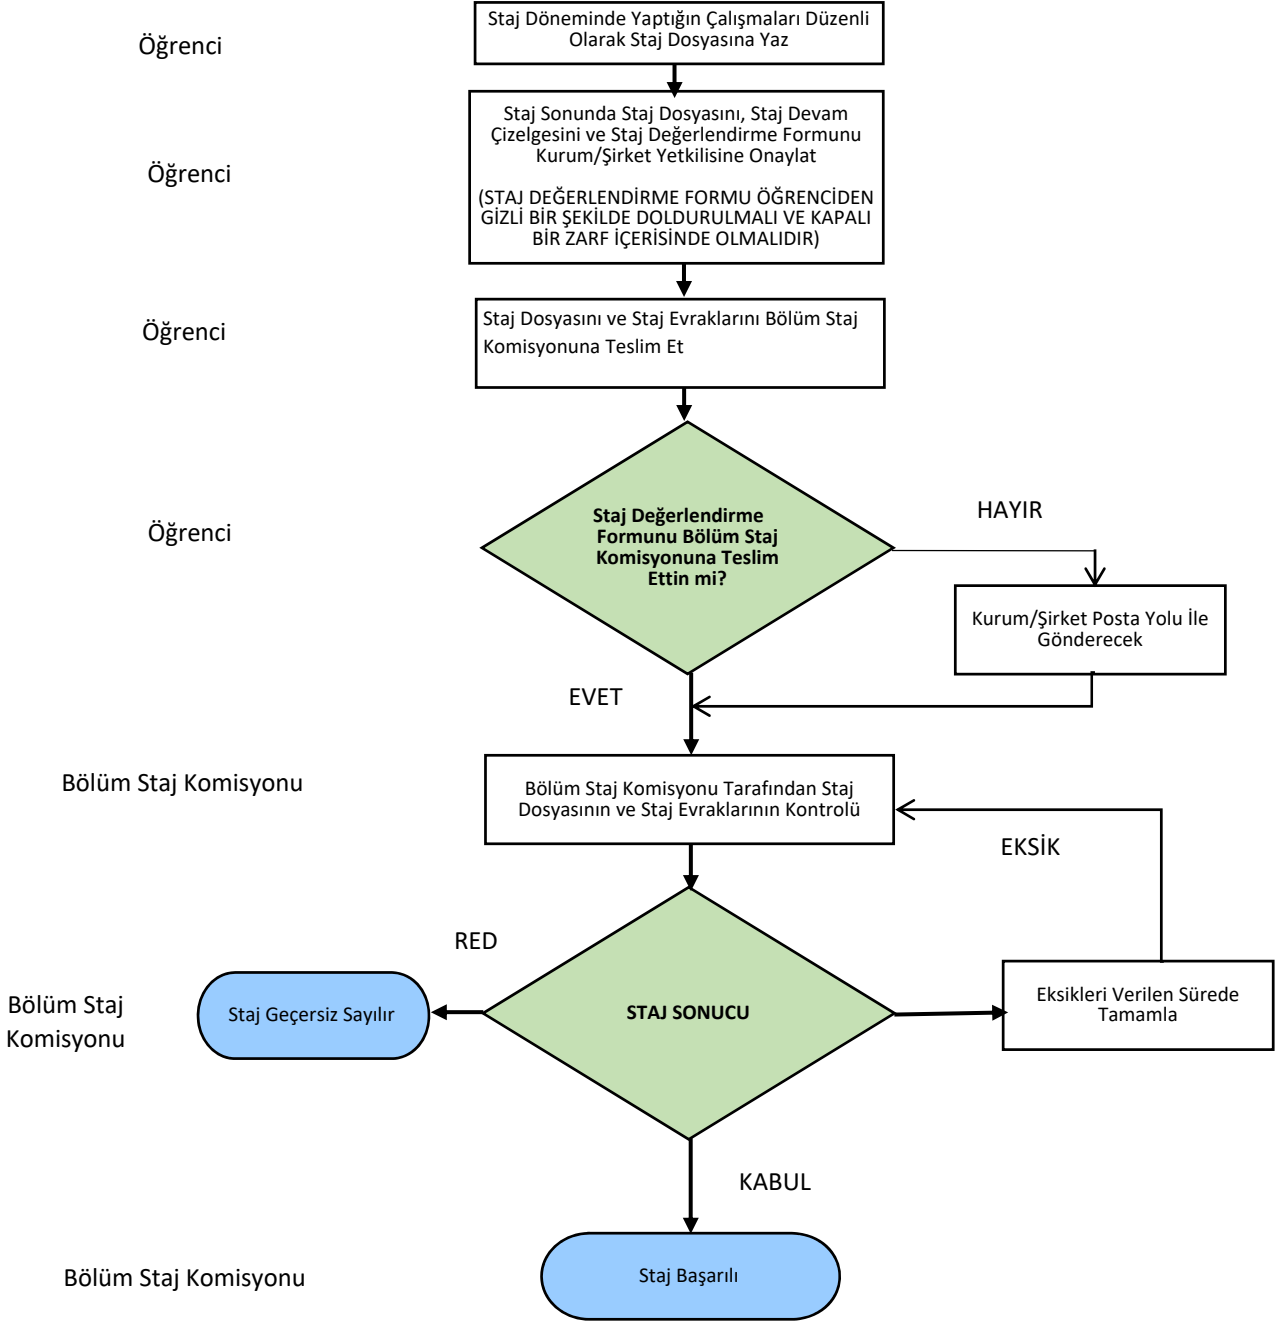 Staj Döneminde Yaptığın Çalışmaları Düzenli
Olarak Staj Dosyasına Yaz
Öğrenci
Staj Sonunda Staj Dosyasını, Staj Devam
Çizelgesini ve Staj Değerlendirme Formunu
Kurum/Şirket Yetkilisine Onaylat
(STAJ DEĞERLENDİRME FORMU ÖĞRENCİDEN
GİZLİ BİR ŞEKİLDE DOLDURULMALI VE KAPALI
BİR ZARF İÇERİSİNDE OLMALIDIR)
Öğrenci
Staj Dosyasını ve Staj Evraklarını Bölüm Staj
Komisyonuna Teslim Et
Öğrenci
Staj Değerlendirme
Formunu Bölüm Staj
Komisyonuna Teslim
Ettin mi?
Öğrenci
HAYIR
Kurum/Şirket Posta Yolu İle
Gönderecek
EVET
Bölüm Staj Komisyonu
Bölüm Staj Komisyonu Tarafından Staj
Dosyasının ve Staj Evraklarının Kontrolü
EKSİK
RED
Bölüm Staj
Komisyonu
Staj Geçersiz Sayılır
STAJ SONUCU
Eksikleri Verilen Sürede
Tamamla
KABUL
Bölüm Staj Komisyonu
Staj Başarılı